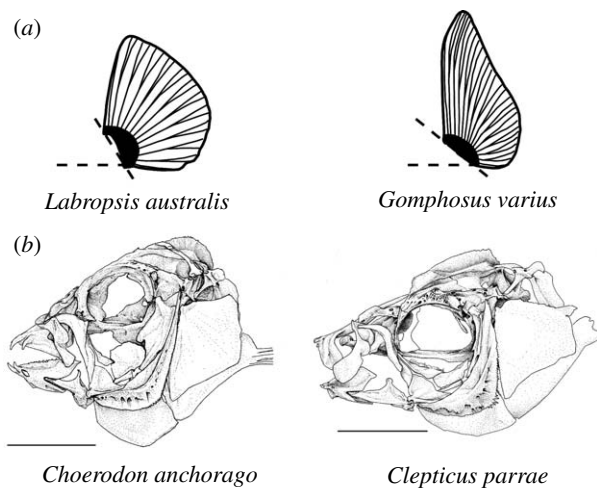 (a)
Labropsis australis
Gomphosus varius
(b)
Choerodon anchorago
Clepticus parrae